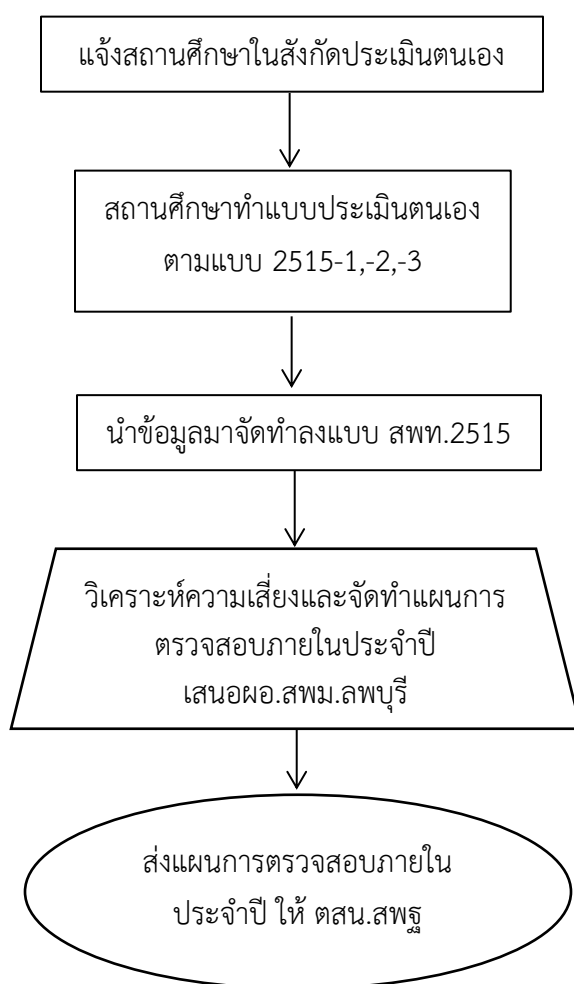 แจ้งสถานศึกษาในสังกัดประเมินตนเอง
สถานศึกษาทำแบบประเมินตนเอง
ตามแบบ 2515-1,-2,-3
นำข้อมูลมาจัดทำลงแบบ สพท.2515
วิเคราะห์ความเสี่ยงและจัดทำแผนการ
ตรวจสอบภายในประจำปี
เสนอผอ.สพม.ลพบุรี
ส่งแผนการตรวจสอบภายใน
ประจำปี ให้ ตสน.สพฐ